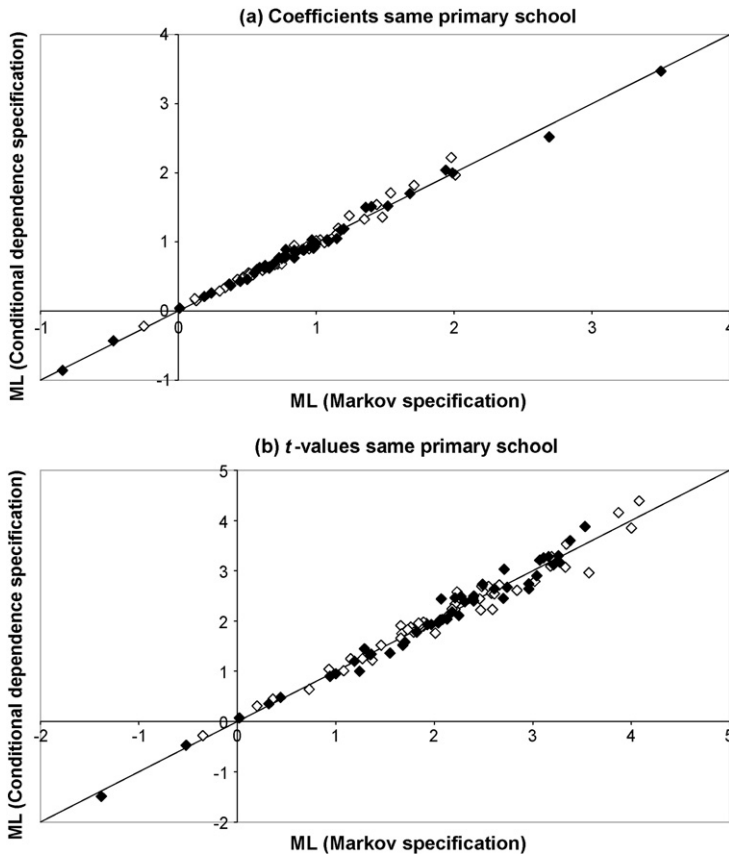 (a) Coefficients same primary school
ML (Conditional dependence specification)
4
3
2
1
0
-1
-1 0 1 2 3 4
ML (Markov specification)
(b) t-values same primary school
ML (Conditional dependence specification)
5
4
3
2
1
0
-1
-2
-2 -1 0 1 2 3 4 5
ML (Markov specification)